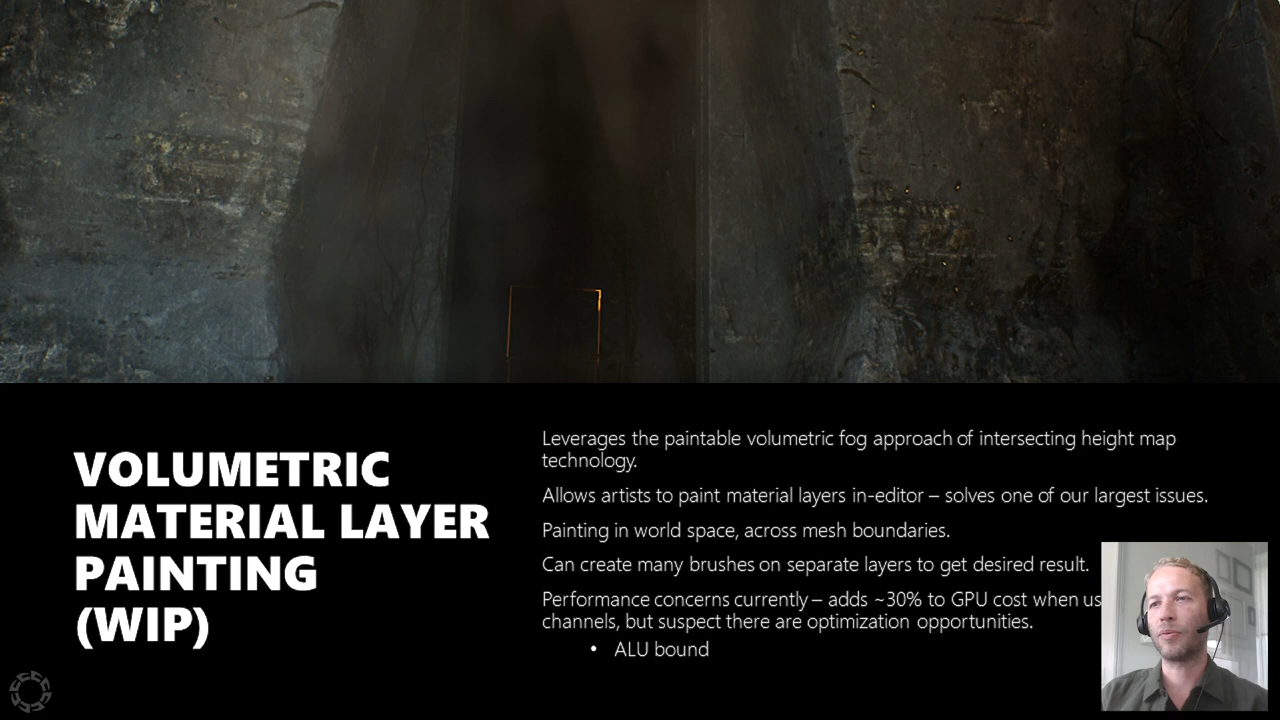 VOLUMETRIC
MATERIAL LAYER
PAINTING
(WIP)
Leverages the paintable volumetric fog approach of intersecting height map
technology.
Allows artists to paint material layers in-editor – solves one of our largest issues.
Painting in world space, across mesh boundaries.
Can create many brushes on separate layers to get desired result.
Performance concerns currently – adds ~30% to GPU cost when
channels, but suspect there are optimization opportunities.
• ALU bound